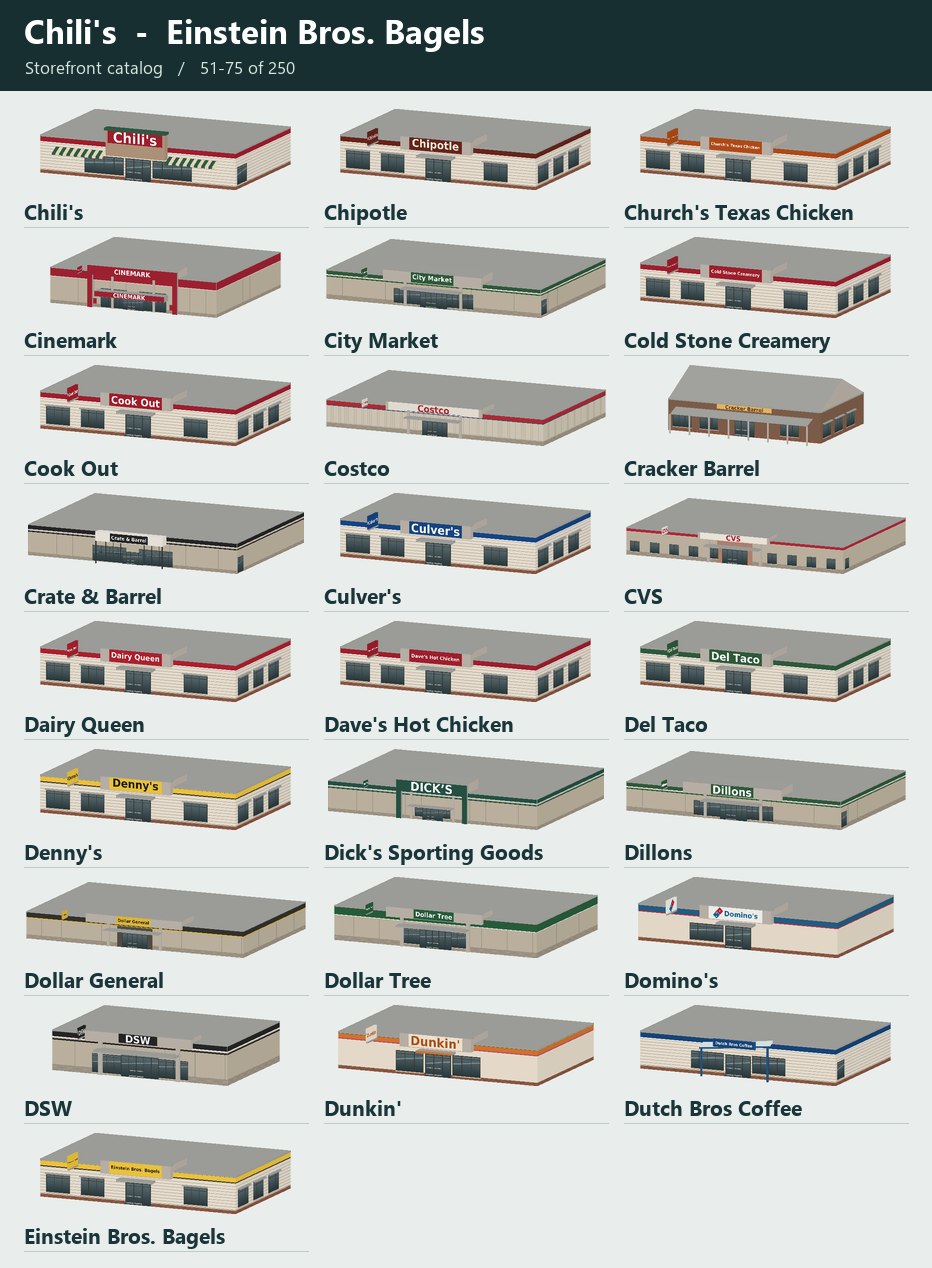 Chili's - Einstein Bros. Bagels
Storefront catalog / 51-75 of 250
Chili's
Chipotle
Church's Texas Chicken
Chili's
Chipotle
Church's Texas Chicken
CINEMARK
CINEMARK
City Market
Cold Stone Creamery
Cinemark
City Market
Cold Stone Creamery
Cook Out
Costco
Cracker Barrel
Cook Out
Costco
Cracker Barrel
Crate & Barrel
Culver's
CVS
Crate & Barrel
Culver's
CVS
Dairy Queen
Dave's Hot Chicken
Del Taco
Dairy Queen
Dave's Hot Chicken
Del Taco
Denny's
DICK'S
Dillons
Denny's
Dick's Sporting Goods
Dillons
Dollar General
Dollar Tree
Domino's
Dollar General
Dollar Tree
Domino's
DSW
Dunkin'
Dutch Bros Coffee
DSW
Dunkin'
Dutch Bros Coffee
Einstein Bros. Bagels
Einstein Bros. Bagels